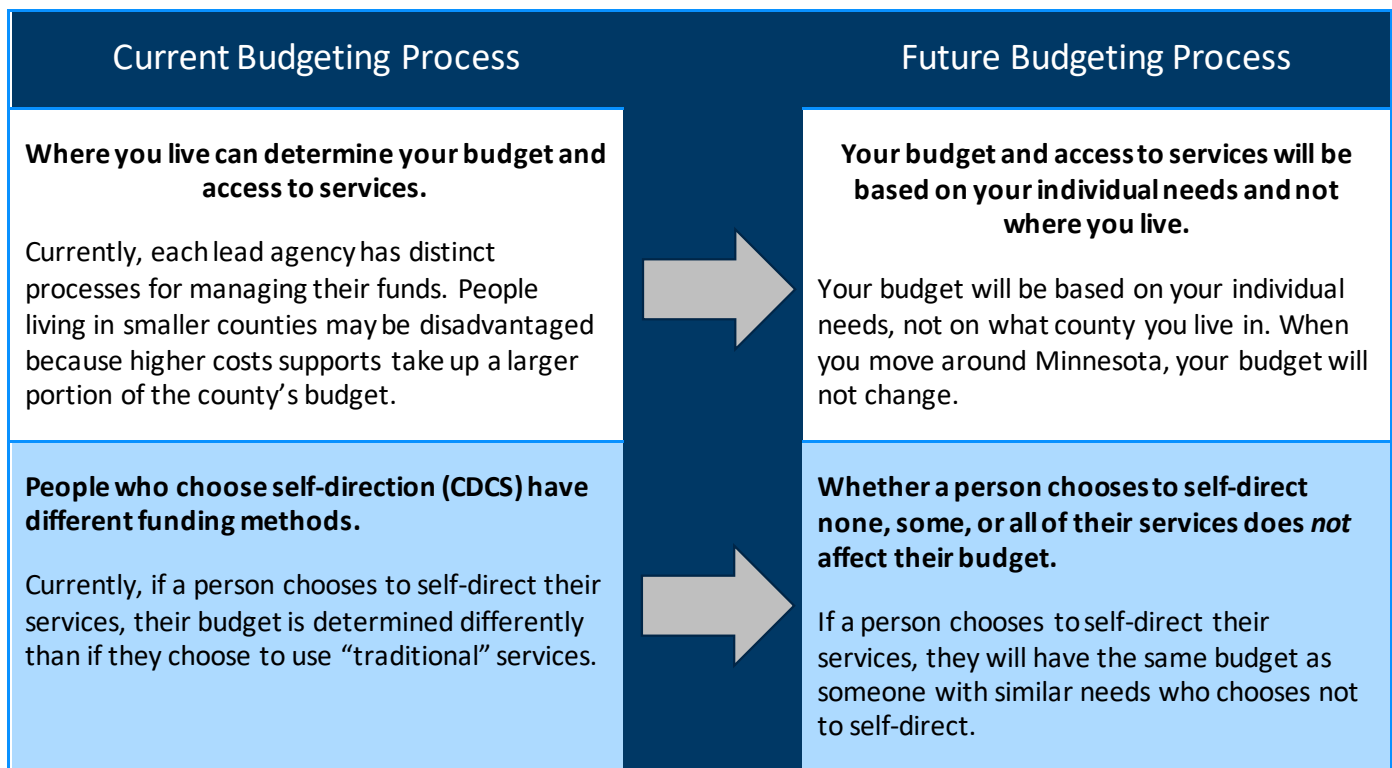 Current Budgeting Process
Future Budgeting Process
Where you live can determine your budget and
access to services.
Currently, each lead agency has distinct
processes for managing their funds. People
living in smaller counties may be disadvantaged
because higher costs supports take up a larger
portion of the county’s budget.
Your budget and access to services will be
based on your individual needs and not
where you live.
Your budget will be based on your individual
needs, not on what county you live in. When
you move around Minnesota, your budget will
not change.
People who choose self-direction (CDCS) have
different funding methods.
Currently, if a person chooses to self-direct their
services, their budget is determined differently
than if they choose to use “traditional” services.
Whether a person chooses to self-direct
none, some, or all of their services does not
affect their budget.
If a person chooses to self-direct their
services, they will have the same budget as
someone with similar needs who chooses not
to self-direct.